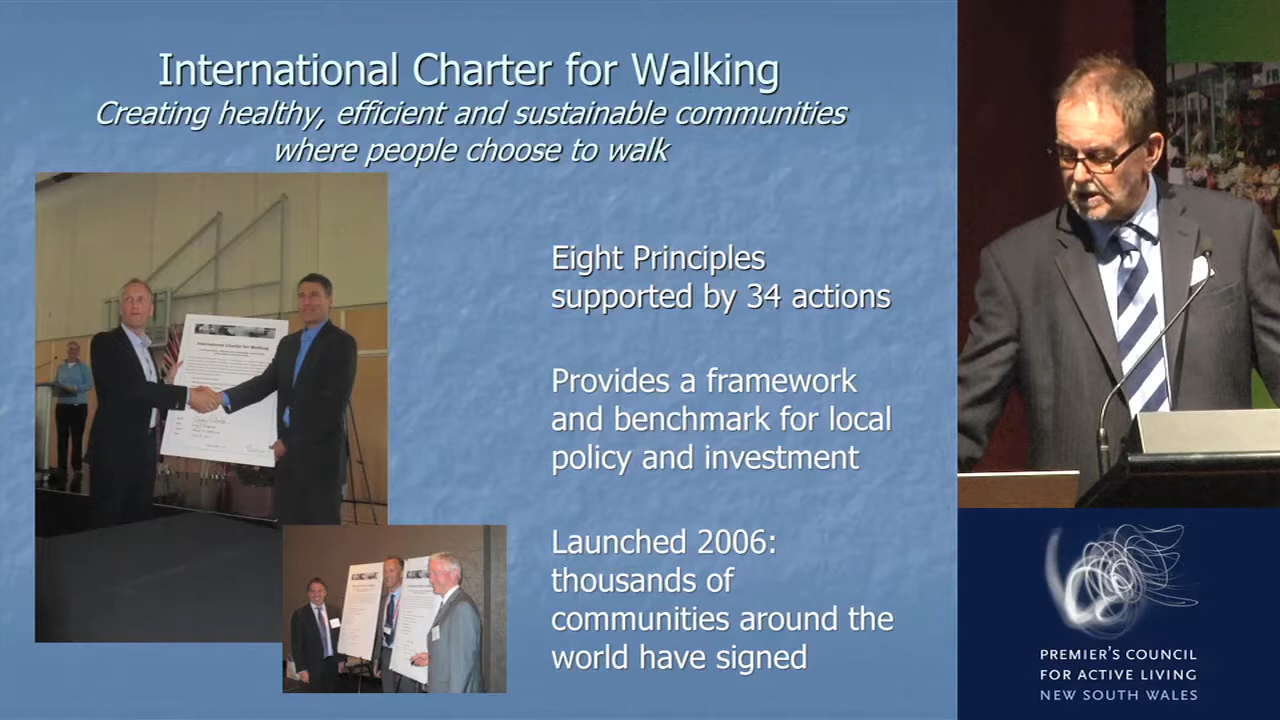 International Charter for Walking
Creating healthy, efficient and sustainable communities
where people choose to walk
Eight Principles
supported by 34 actions
Provides a framework
and benchmark for local
policy and investment
Launched 2006:
thousands of
communities around the
world have signed
International Charter for Walking
PREMIER'S COUNCIL
FOR ACTIVE LIVING
NEW SOUTH WALES